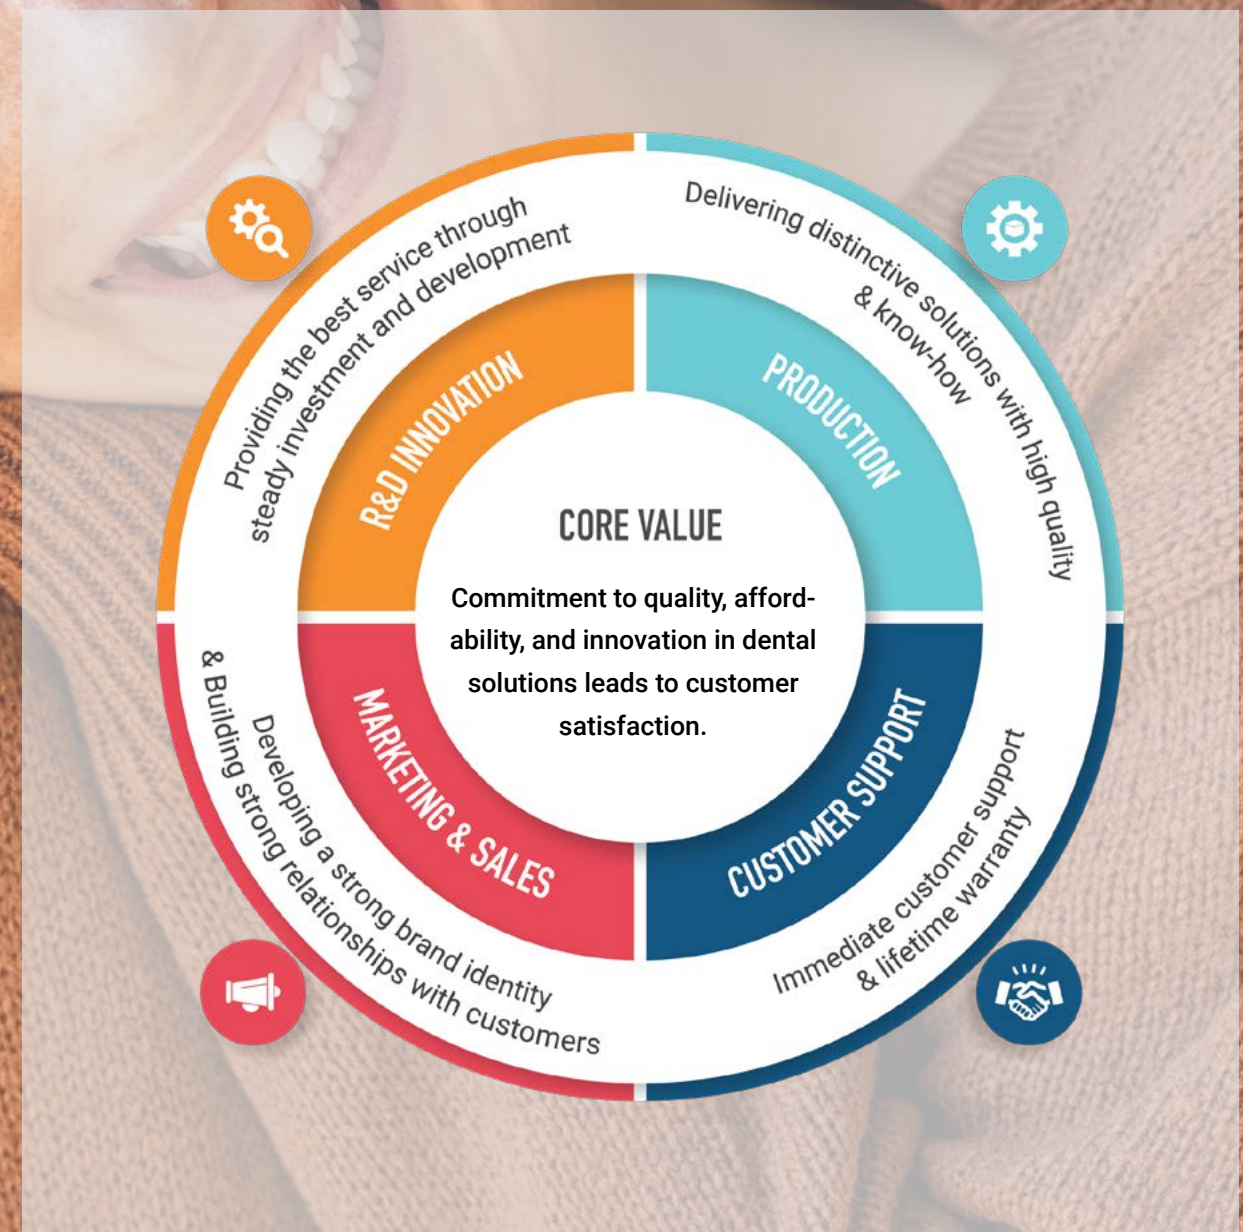 Providing the best service through
steady investment and development
R&D INNOVATION
Delivering distinctive solutions with high quality
& know-how
PRODUCTION
CORE VALUE
Commitment to quality, afford-
ability, and innovation in dental
solutions leads to customer
satisfaction.
MARKETING & SALES
Developing a strong brand identity
& Building strong relationships with customers
CUSTOMER SUPPORT
Immediate customer support
& lifetime warranty